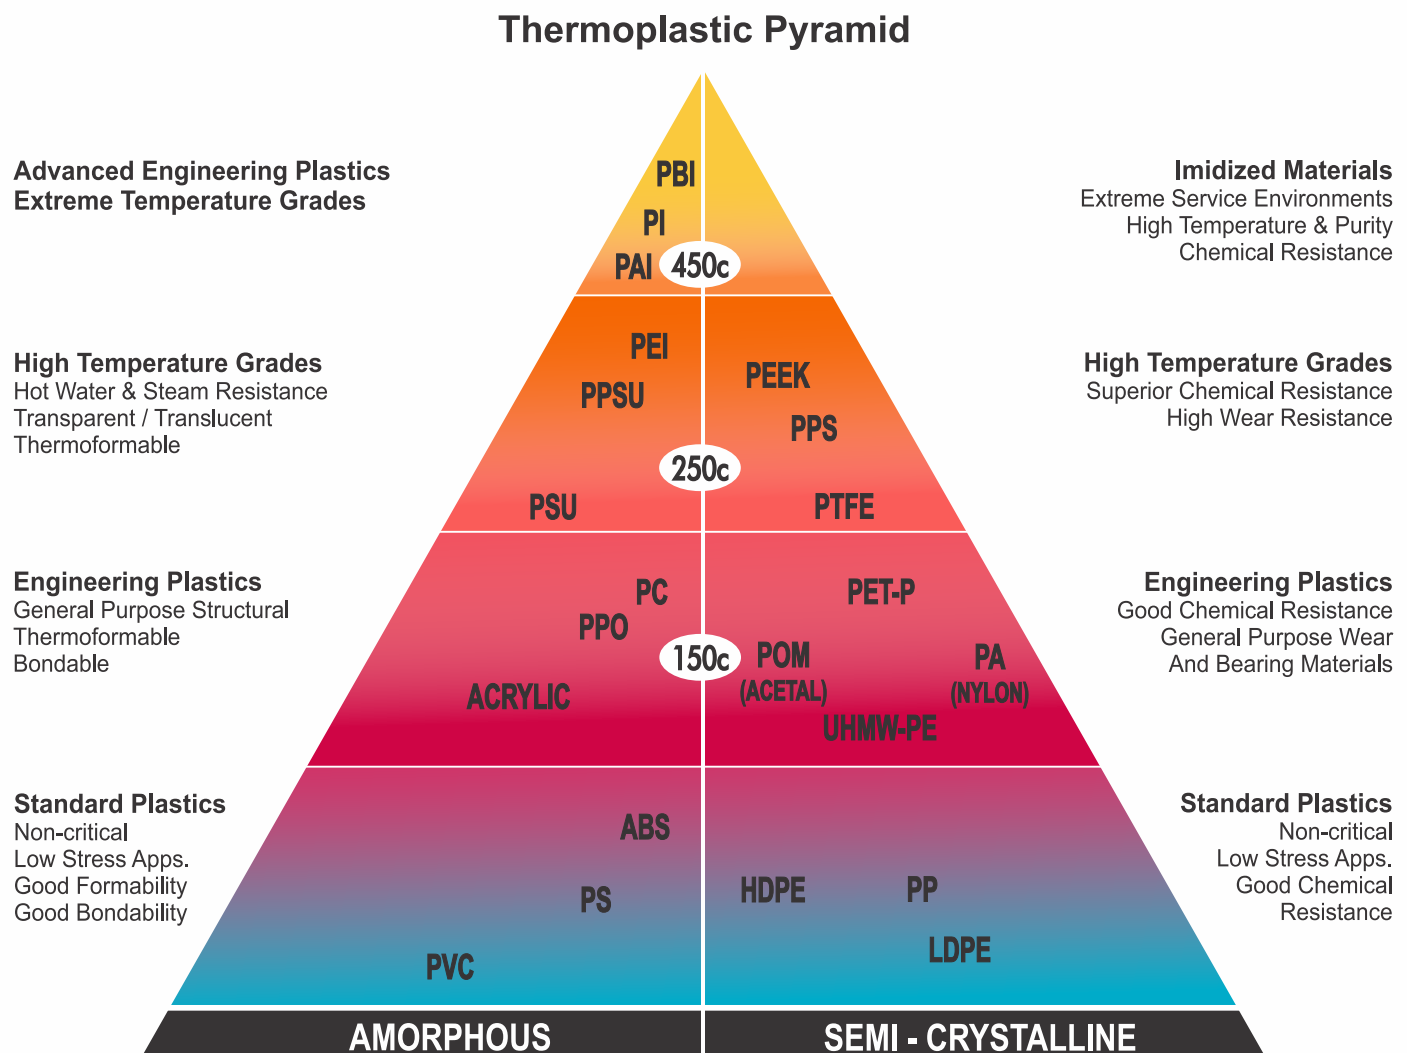 Thermoplastic Pyramid
Advanced Engineering Plastics
Extreme Temperature Grades
PBI
PI
PAI
450c
Imidized Materials
Extreme Service Environments
High Temperature & Purity
Chemical Resistance
High Temperature Grades
Hot Water & Steam Resistance
Transparent / Translucent
Thermoformable
PEI
PPSU
PSU
250c
PEEK
PPS
PTFE
High Temperature Grades
Superior Chemical Resistance
High Wear Resistance
Engineering Plastics
General Purpose Structural
Thermoformable
Bondable
PC
PPO
ACRYLIC
150c
PET-P
POM
(ACETAL)
PA
(NYLON)
UHMW-PE
Engineering Plastics
Good Chemical Resistance
General Purpose Wear
And Bearing Materials
Standard Plastics
Non-critical
Low Stress Apps.
Good Formability
Good Bondability
ABS
PS
PVC
HDPE
PP
LDPE
Standard Plastics
Non-critical
Low Stress Apps.
Good Chemical
Resistance
AMORPHOUS
SEMI - CRYSTALLINE